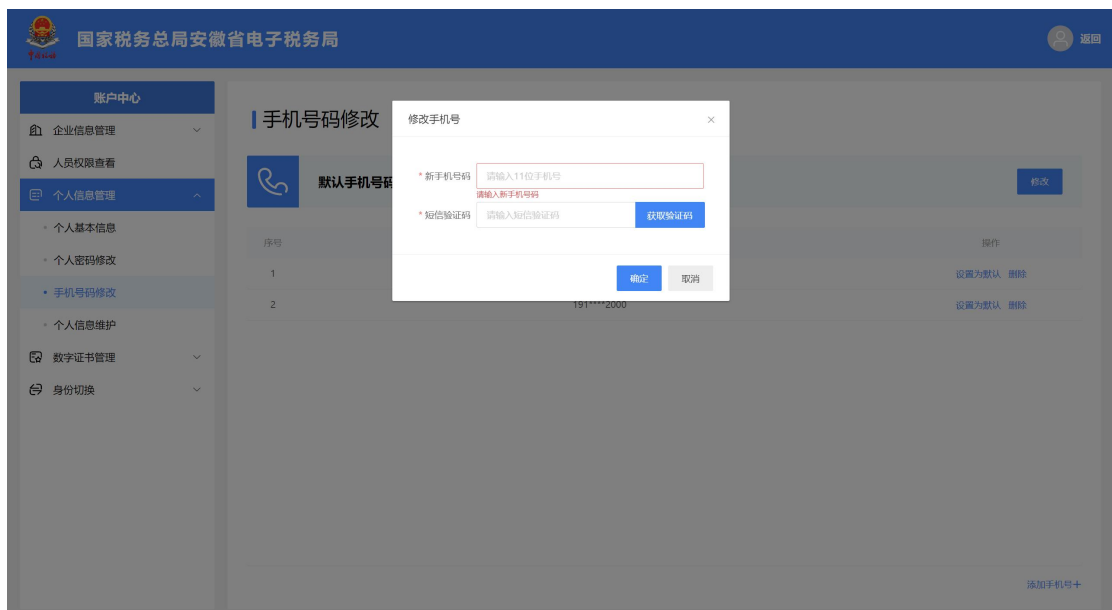 国家税务总局安徽省电子税务局
返回
账户中心
企业信息管理
人员权限查看
个人信息管理
个人基本信息
个人密码修改
手机号码修改
个人信息维护
数字证书管理
身份切换
手机号码修改
默认手机号码
修改
序号
操作
1
设置为默认 删除
2
191****2000
设置为默认 删除
添加手机号+
修改手机号
×
* 新手机号码
请输入11位手机号
请输入新手机号码
* 短信验证码
请输入短信验证码
获取验证码
确定
取消